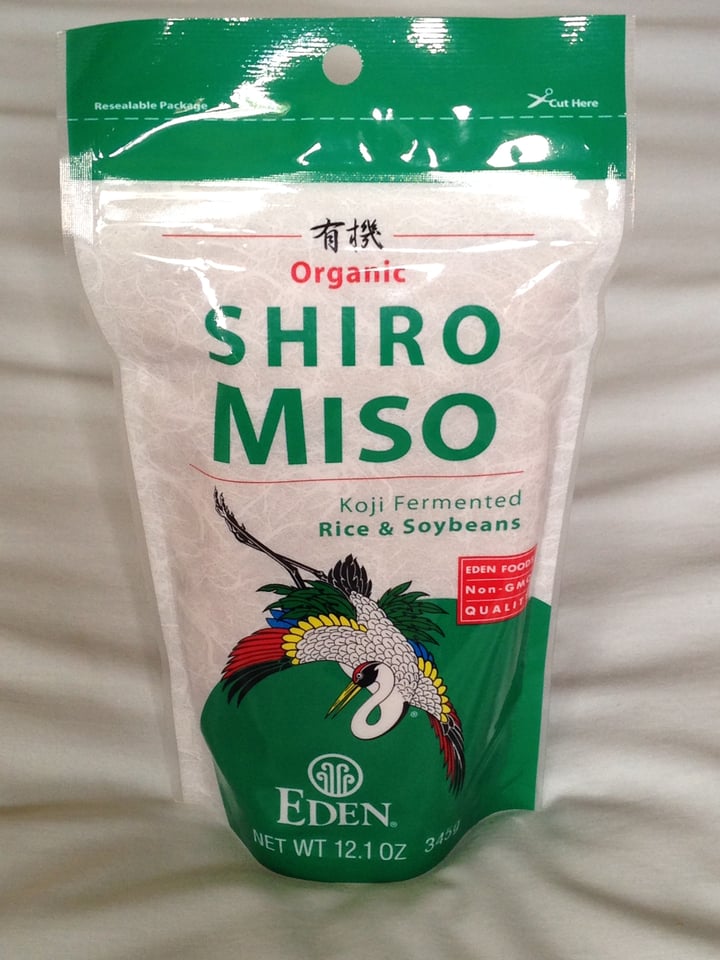 Resealable Package
Cut Here
有機
Organic
SHIRO
MISO
Koji Fermented
Rice & Soybeans
EDEN FOODS
Non-GMO
QUALITY
®
EDEN®
NET WT 12.1 OZ 345g